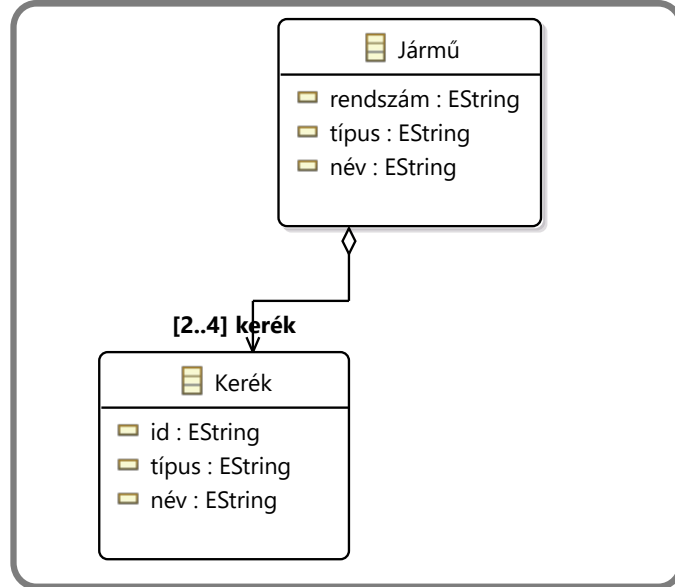 Jármű
rendszám : EString
típus : EString
név : EString
[2..4] kerék
Kerék
id : EString
típus : EString
név : EString